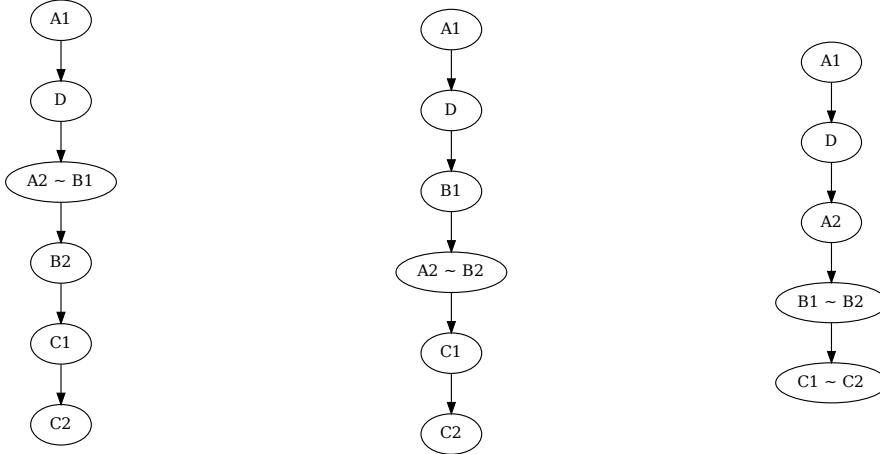 A1
D
A2 ~ B1
B2
C1
C2
A1
D
B1
A2 ~ B2
C1
C2
A1
D
A2
B1 ~ B2
C1 ~ C2